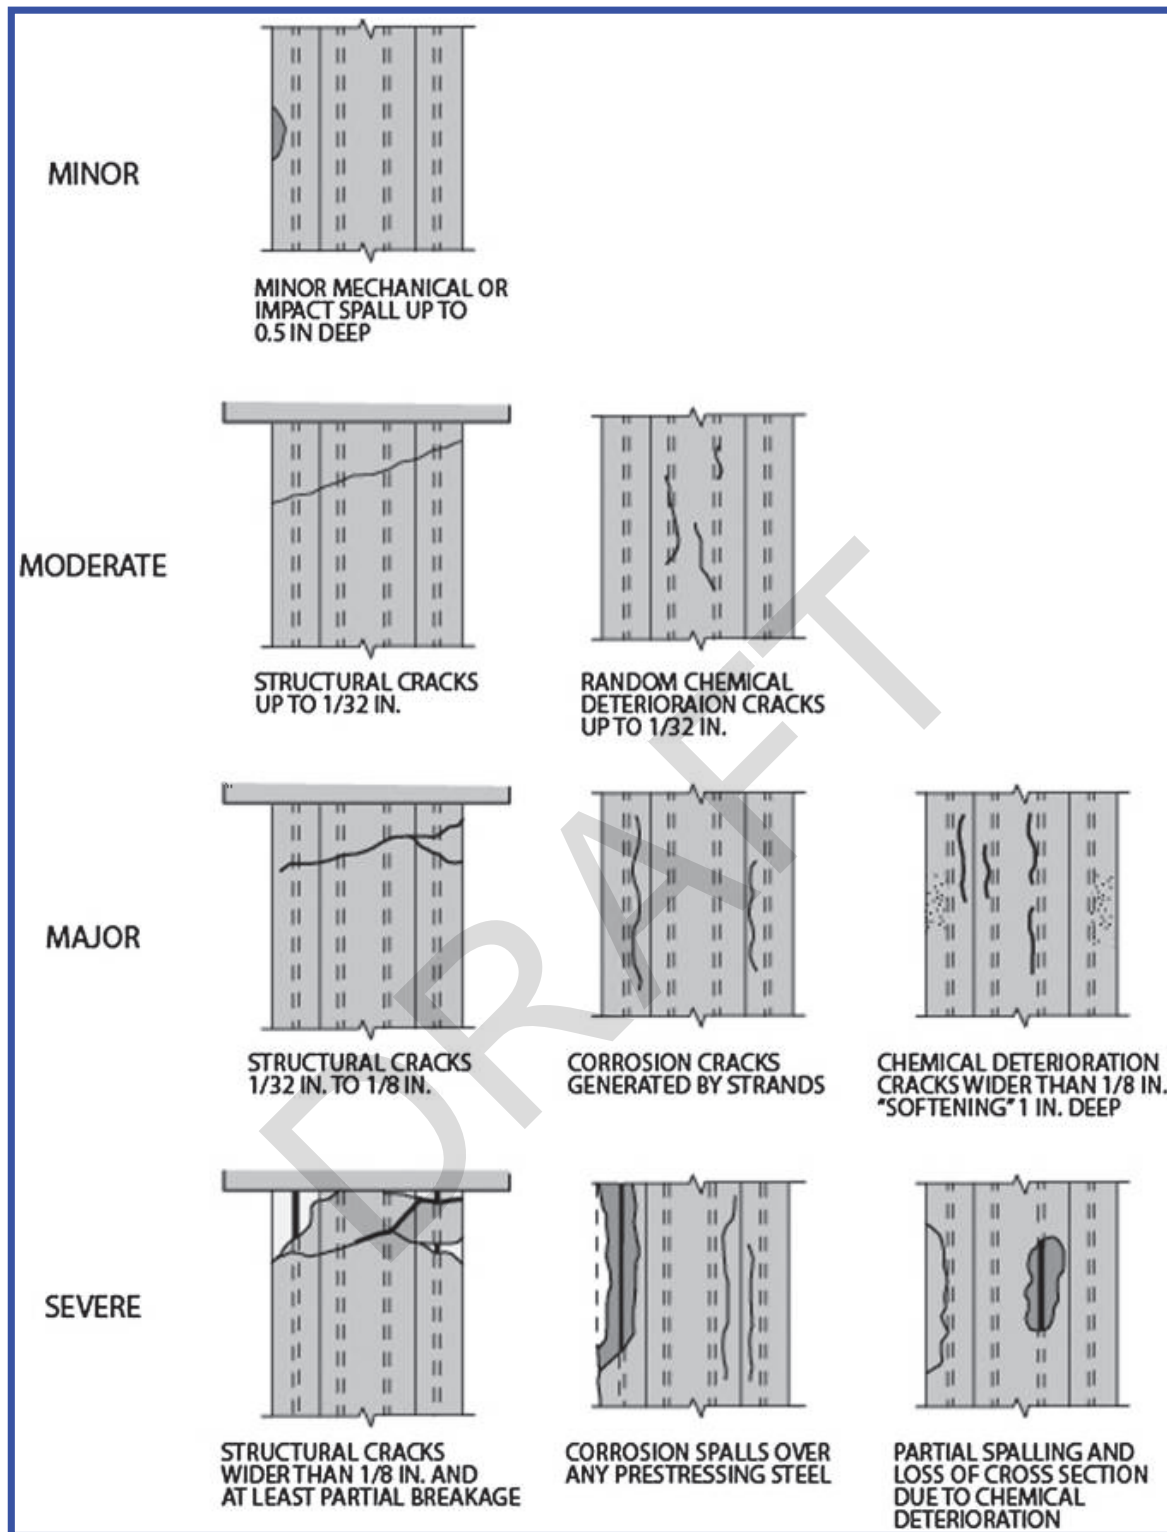 MINOR
MINOR MECHANICAL OR
IMPACT SPALL UP TO
0.5 IN DEEP
MODERATE
STRUCTURAL CRACKS
UP TO 1/32 IN.
RANDOM CHEMICAL
DETERIORAION CRACKS
UP TO 1/32 IN.
MAJOR
STRUCTURAL CRACKS
1/32 IN. TO 1/8 IN.
CORROSION CRACKS
GENERATED BY STRANDS
CHEMICAL DETERIORATION
CRACKS WIDER THAN 1/8 IN.
"SOFTENING" 1 IN. DEEP
SEVERE
STRUCTURAL CRACKS
WIDER THAN 1/8 IN. AND
AT LEAST PARTIAL BREAKAGE
CORROSION SPALLS OVER
ANY PRESTRESSING STEEL
PARTIAL SPALLING AND
LOSS OF CROSS SECTION
DUE TO CHEMICAL
DETERIORATION
DRAFT